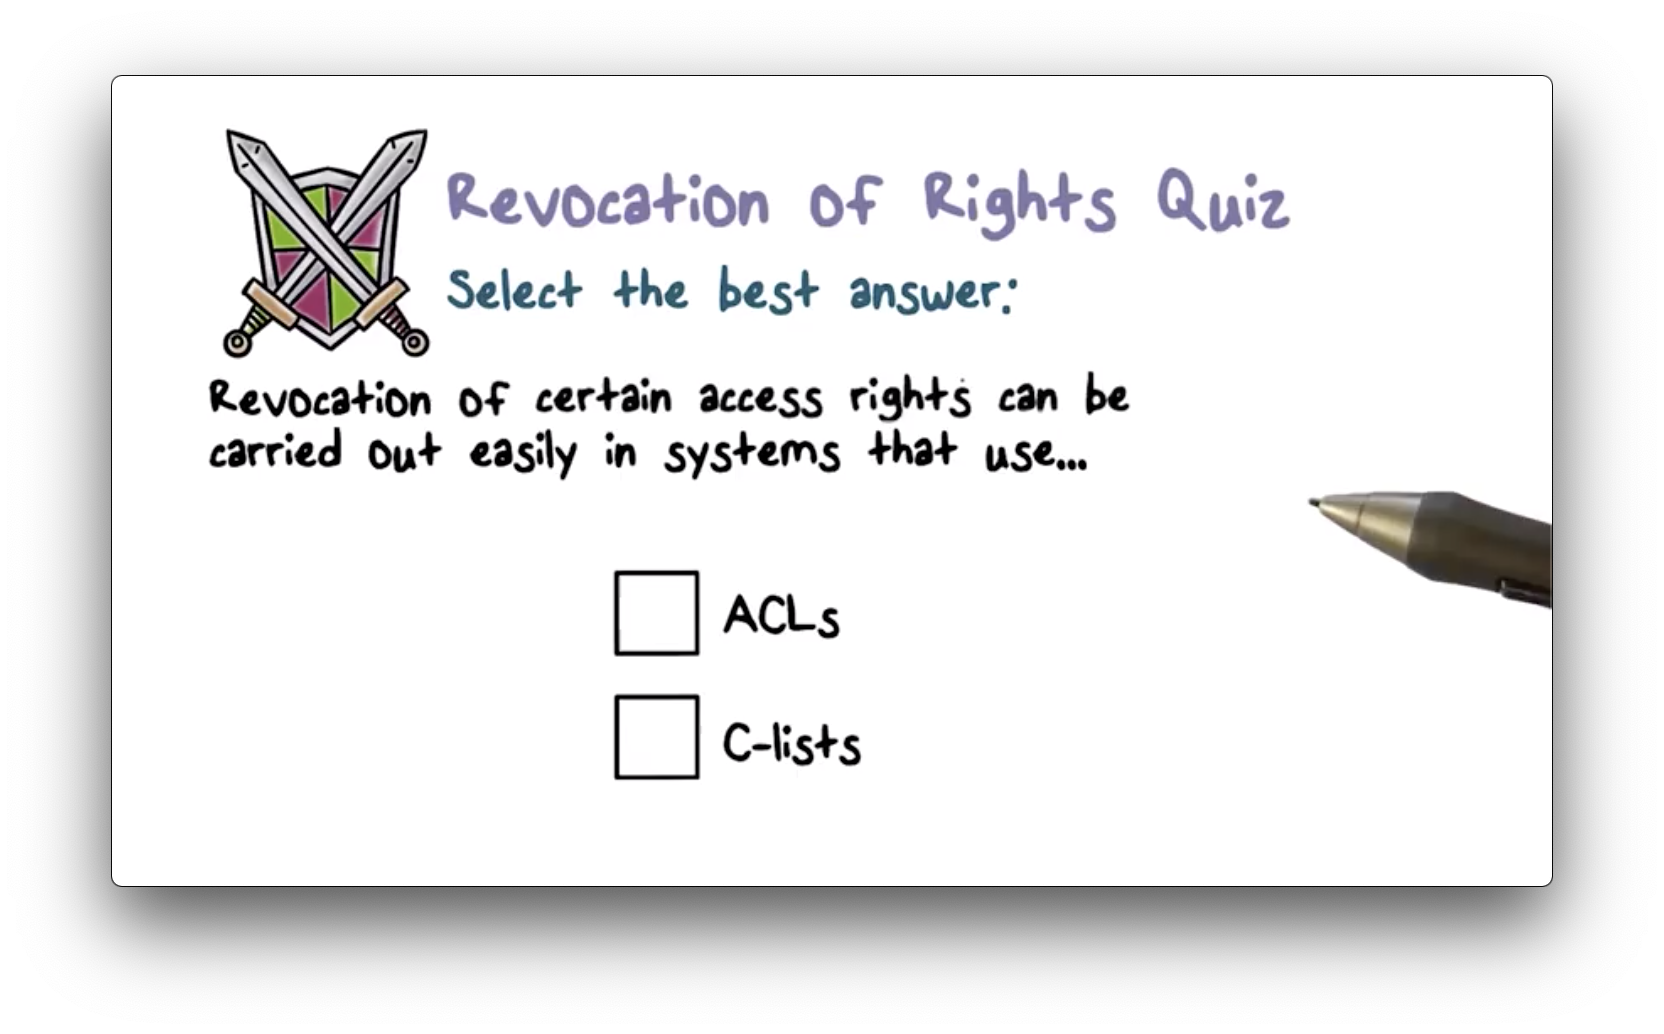 Revocation of Rights Quiz
Select the best answer:
Revocation of certain access rights can be
carried out easily in systems that use...
ACLs
C-lists